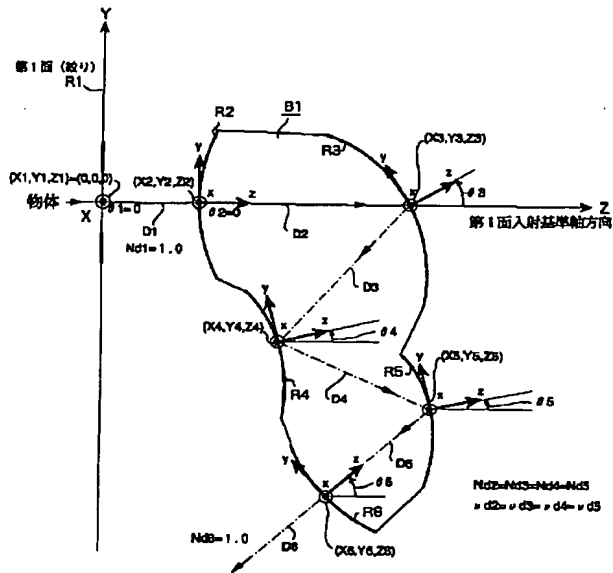 Y
第1面(絞り)
R1
R2
B1
R3
(X3,Y3,Z3)
y
z
θ3
(X1,Y1,Z1)=(0,0,0)
(X2,Y2,Z2)
y
物体
X
θ1=0
x
z
θ2=0
x
Z
D1
D2
第1面入射基準軸方向
Nd1=1.0
D3
y
x
z
(X4,Y4,Z4)
θ4
R4
D4
R5
y
(X5,Y5,Z5)
x
z
θ5
D5
y
z
x
θ6
R6
Nd2=Nd3=Nd4=Nd5
νd2=νd3=νd4=νd5
Nd6=1.0
D6
(X6,Y6,Z6)